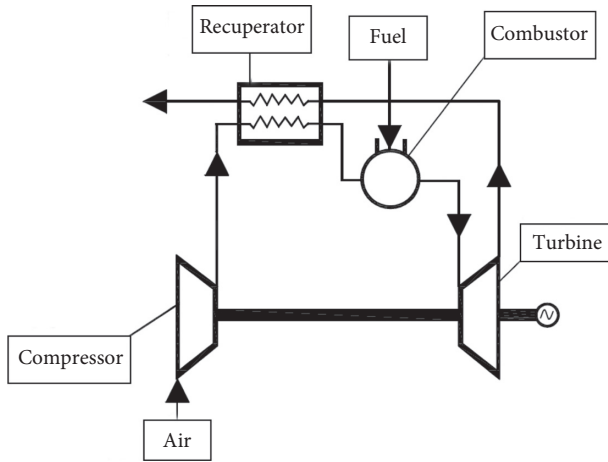 Recuperator
Fuel
Combustor
Turbine
Compressor
Air